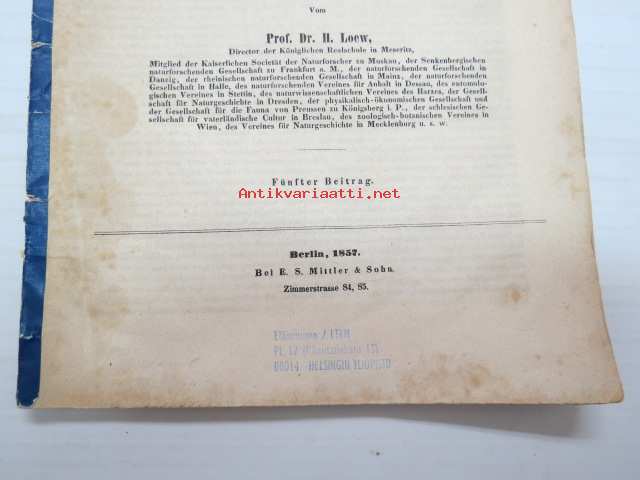 Vom
Prof. Dr. H. Loew,
Director der Königlichen Realschule in Meseritz,
Mitglied der Kaiserlichen Societät der Naturforscher zu Moskau, der Senkenbergischen
naturforschenden Gesellschaft zu Frankfurt a. M., der naturforschenden Gesellschaft in
Danzig, der rheinischen naturforschenden Gesellschaft in Mainz, der naturforschenden
Gesellschaft in Halle, des naturforschenden Vereines für Anhalt in Dessau, des entomolo-
gischen Vereines in Stettin, des naturwissenschaftlichen Vereines des Harzes, der Gesell-
schaft für Naturgeschichte in Dresden, der physikalisch-ökonomischen Gesellschaft und
der Gesellschaft für die Fauna von Preussen zu Königsberg i. P., der schlesischen Ge-
sellschaft für vaterländische Cultur in Breslau, des zoologisch-botanischen Vereines in
Wien, des Vereines für Naturgeschichte in Mecklenburg u. s. w.
Fünfter Beitrag.
Antikvariaatti.net
Berlin, 1857.
Bei E. S. Mittler & Sohn.
Zimmerstrasse 84, 85.
00014 HELSINGIN YLIOPISTO